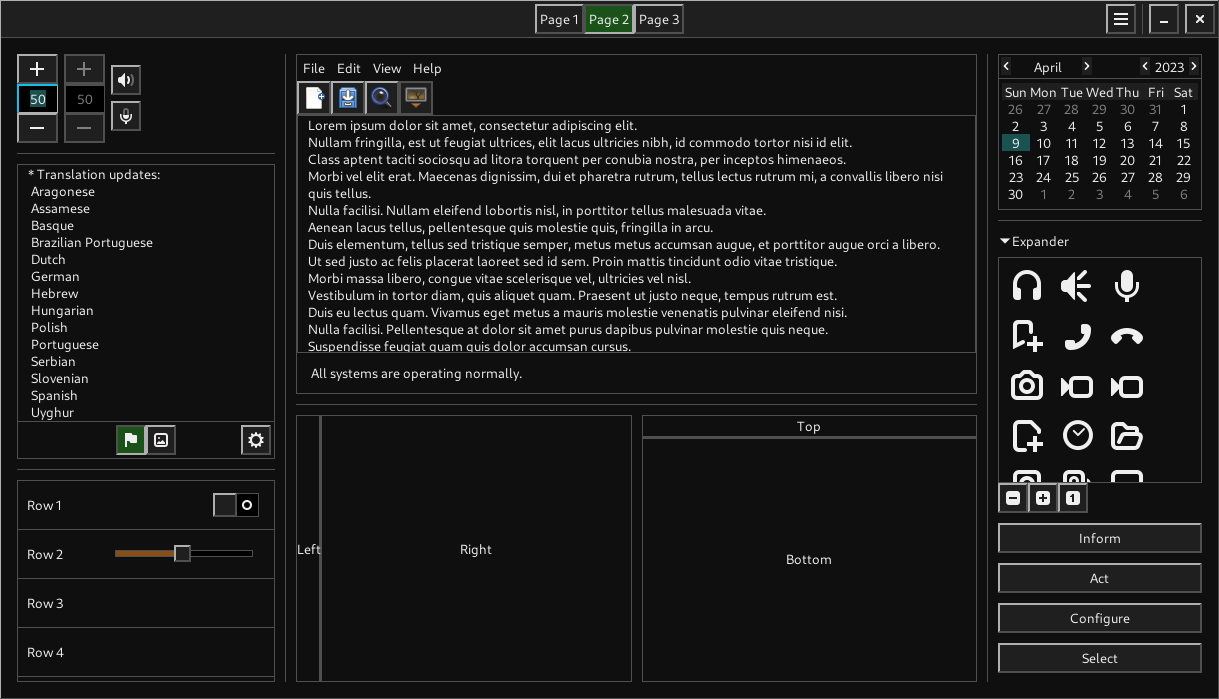 Page 1 Page 2 Page 3
50 50
* Translation updates:
Aragonese
Assamese
Basque
Brazilian Portuguese
Dutch
German
Hebrew
Hungarian
Polish
Portuguese
Serbian
Slovenian
Spanish
Uyghur
Row 1
Row 2
Row 3
Row 4
File Edit View Help
Lorem ipsum dolor sit amet, consectetur adipiscing elit.
Nullam fringilla, est ut feugiat ultrices, elit lacus ultricies nibh, id commodo tortor nisi id elit.
Class aptent taciti sociosqu ad litora torquent per conubia nostra, per inceptos himenaeos.
Morbi vel elit erat. Maecenas dignissim, dui et pharetra rutrum, tellus lectus rutrum mi, a convallis libero nisi
quis tellus.
Nulla facilisi. Nullam eleifend lobortis nisl, in porttitor tellus malesuada vitae.
Aenean lacus tellus, pellentesque quis molestie quis, fringilla in arcu.
Duis elementum, tellus sed tristique semper, metus metus accumsan augue, et porttitor augue orci a libero.
Ut sed justo ac felis placerat laoreet sed id sem. Proin mattis tincidunt odio vitae tristique.
Morbi massa libero, congue vitae scelerisque vel, ultricies vel nisl.
Vestibulum in tortor diam, quis aliquet quam. Praesent ut justo neque, tempus rutrum est.
Duis eu lectus quam. Vivamus eget metus a mauris molestie venenatis pulvinar eleifend nisi.
Nulla facilisi. Pellentesque at dolor sit amet purus dapibus pulvinar molestie quis neque.
Suspendisse feugiat quam quis dolor accumsan cursus.
All systems are operating normally.
Left
Right
Top
Bottom
April 2023
Sun Mon Tue Wed Thu Fri Sat
26 27 28 29 30 31 1
2 3 4 5 6 7 8
9 10 11 12 13 14 15
16 17 18 19 20 21 22
23 24 25 26 27 28 29
30 1 2 3 4 5 6
Expander
1
Inform
Act
Configure
Select